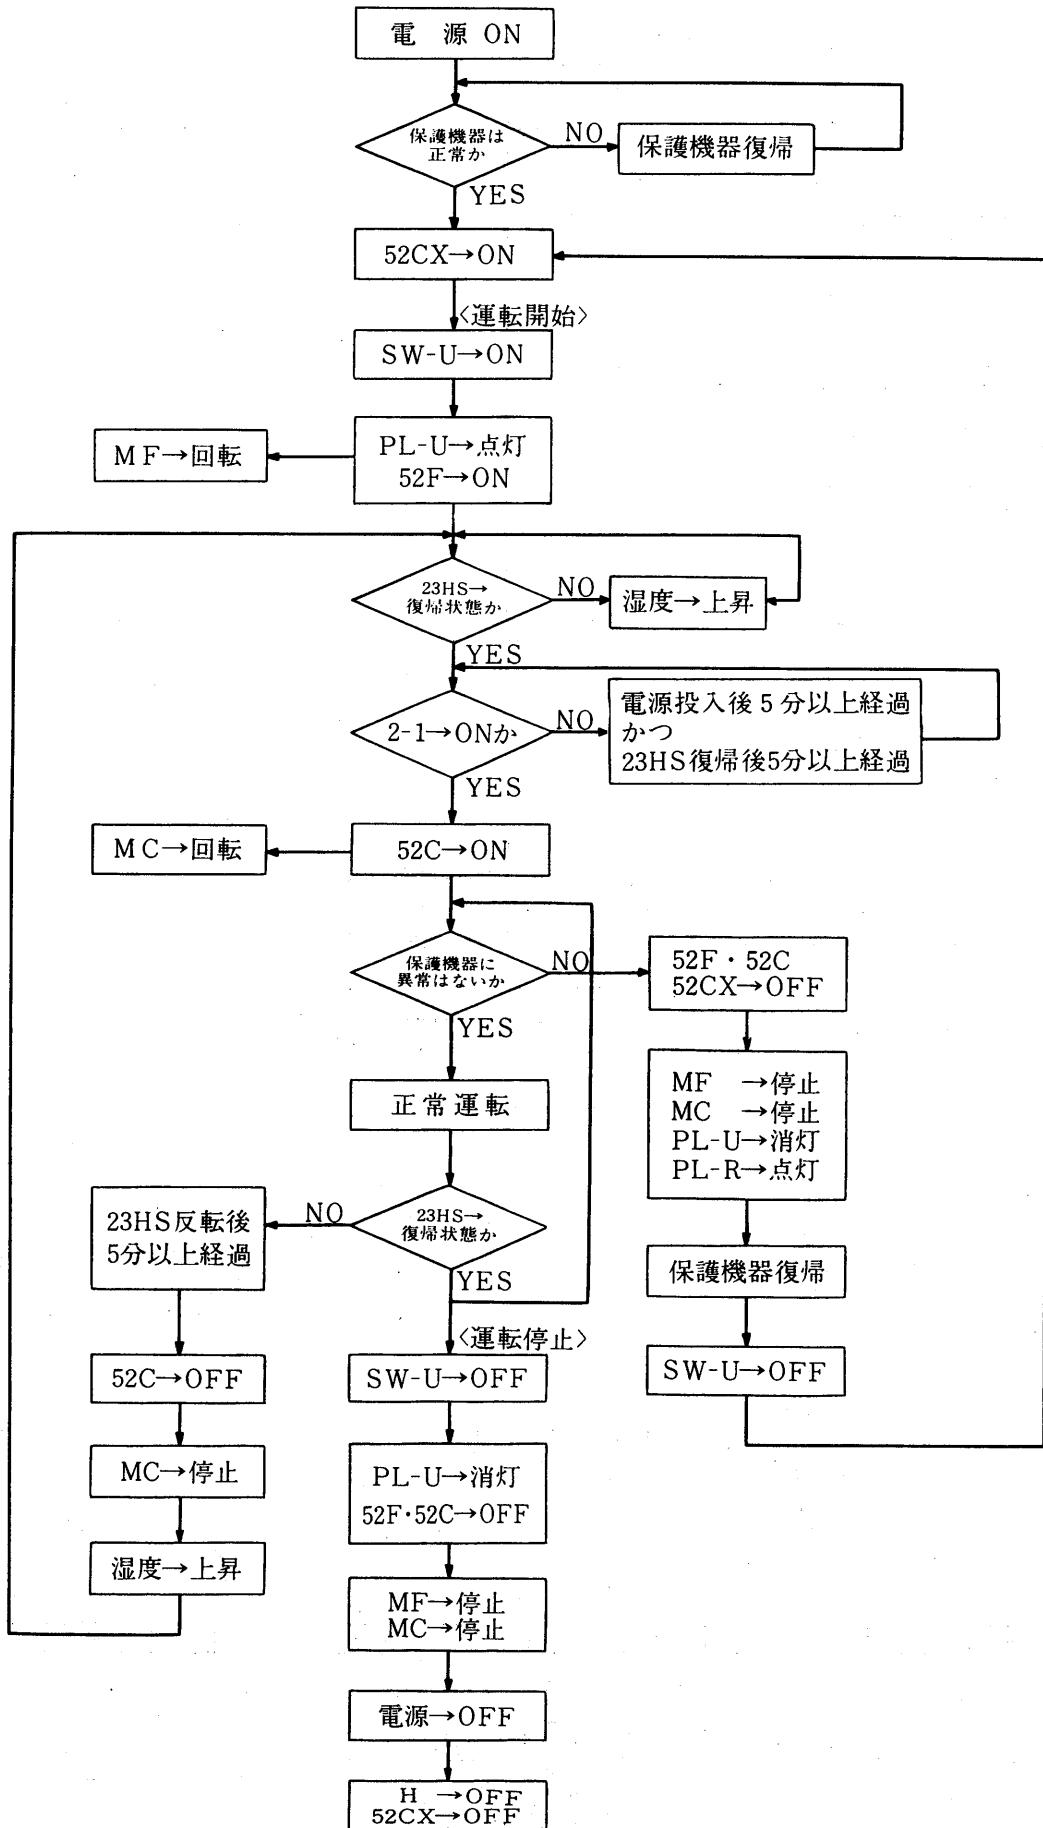 電 源 ON
保護機器は
正常か
NO
保護機器復帰
YES
52CX→ON
〈運転開始〉
SW-U→ON
MF→回転
PL-U→点灯
52F→ON
23HS→
復帰状態か
NO
湿度→上昇
YES
2-1→ONか
NO
電源投入後5分以上経過
かつ
23HS復帰後5分以上経過
YES
MC→回転
52C→ON
保護機器に
異常はないか
NO
52F・52C
52CX→OFF
YES
正常運転
MF →停止
MC →停止
PL-U→消灯
PL-R→点灯
23HS反転後
5分以上経過
NO
23HS→
復帰状態か
YES
保護機器復帰
〈運転停止〉
52C→OFF
SW-U→OFF
SW-U→OFF
MC→停止
PL-U→消灯
52F・52C→OFF
湿度→上昇
MF→停止
MC→停止
電源→OFF
H →OFF
52CX→OFF